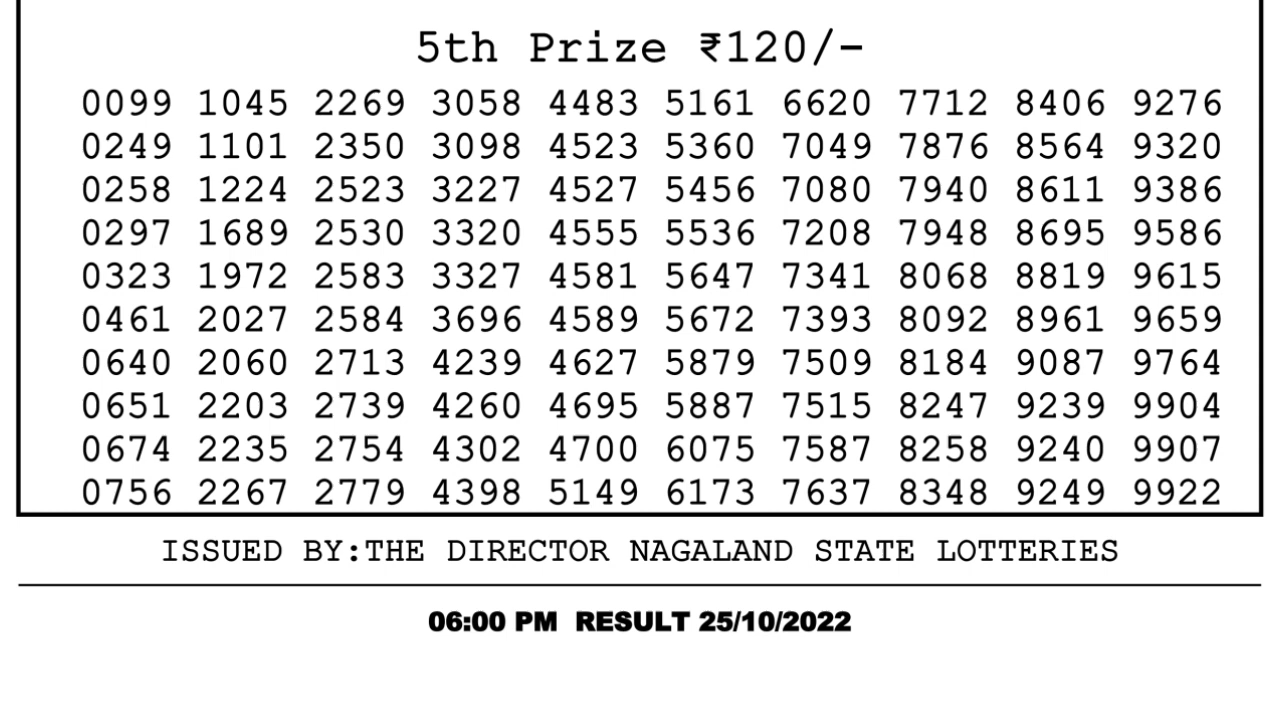 5th Prize ₹120/-
0099 1045 2269 3058 4483 5161 6620 7712 8406 9276
0249 1101 2350 3098 4523 5360 7049 7876 8564 9320
0258 1224 2523 3227 4527 5456 7080 7940 8611 9386
0297 1689 2530 3320 4555 5536 7208 7948 8695 9586
0323 1972 2583 3327 4581 5647 7341 8068 8819 9615
0461 2027 2584 3696 4589 5672 7393 8092 8961 9659
0640 2060 2713 4239 4627 5879 7509 8184 9087 9764
0651 2203 2739 4260 4695 5887 7515 8247 9239 9904
0674 2235 2754 4302 4700 6075 7587 8258 9240 9907
0756 2267 2779 4398 5149 6173 7637 8348 9249 9922
ISSUED BY:THE DIRECTOR NAGALAND STATE LOTTERIES
06:00 PM RESULT 25/10/2022